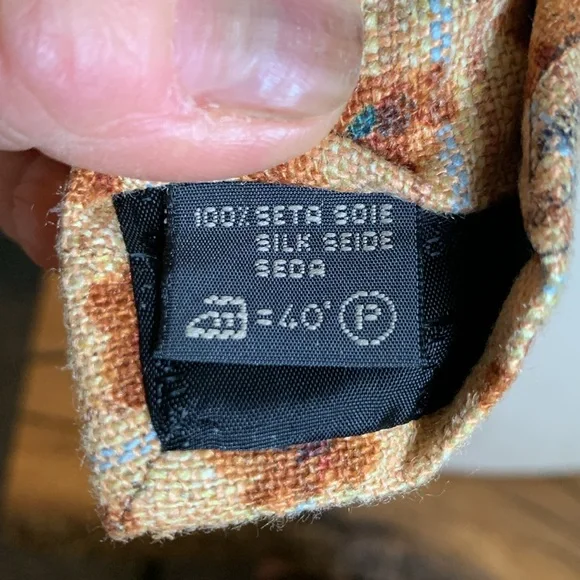 100% SETA SOIE
SILK SEIDE
SEDA
= 40° P